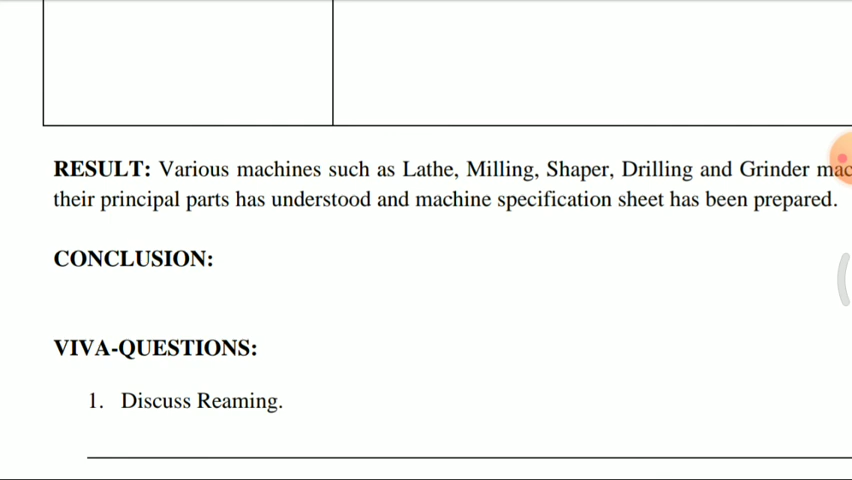 RESULT: Various machines such as Lathe, Milling, Shaper, Drilling and Grinder
their principal parts has understood and machine specification sheet has been prepared.
CONCLUSION:
VIVA-QUESTIONS:
1. Discuss Reaming.